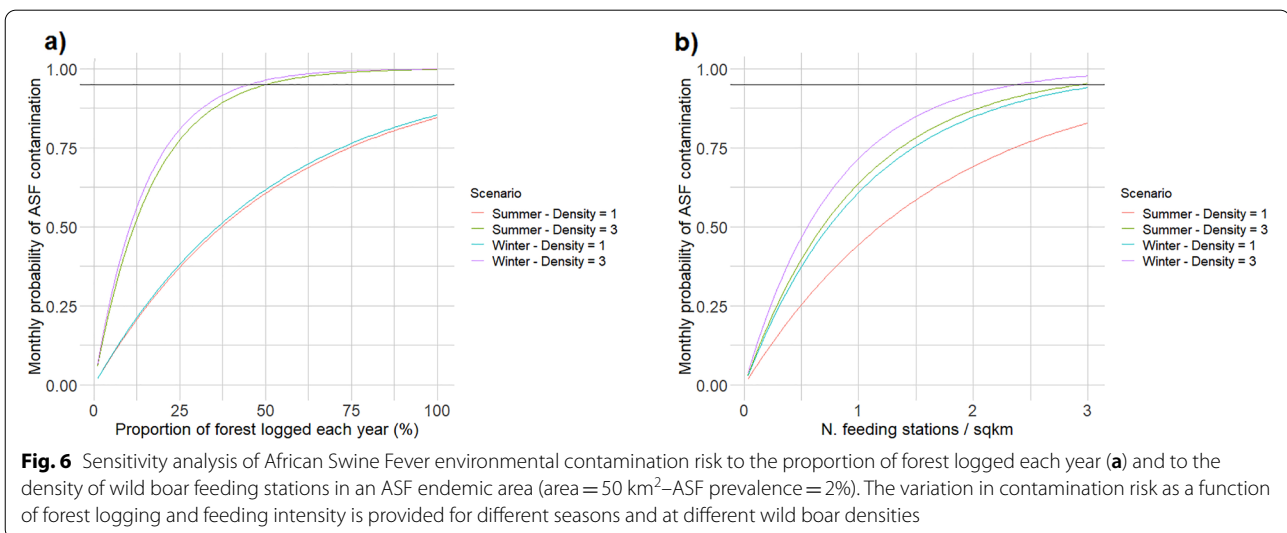 a)
Monthly probability of ASF contamination
1.00
0.75
0.50
0.25
0.00
0 25 50 75 100
Proportion of forest logged each year (%)
Scenario
Summer - Density = 1
Summer - Density = 3
Winter - Density = 1
Winter - Density = 3
b)
Monthly probability of ASF contamination
1.00
0.75
0.50
0.25
0.00
0 1 2 3
N. feeding stations / sqkm
Scenario
Summer - Density = 1
Summer - Density = 3
Winter - Density = 1
Winter - Density = 3
Fig. 6 Sensitivity analysis of African Swine Fever environmental contamination risk to the proportion of forest logged each year (a) and to the
density of wild boar feeding stations in an ASF endemic area (area = 50 km²–ASF prevalence = 2%). The variation in contamination risk as a function
of forest logging and feeding intensity is provided for different seasons and at different wild boar densities